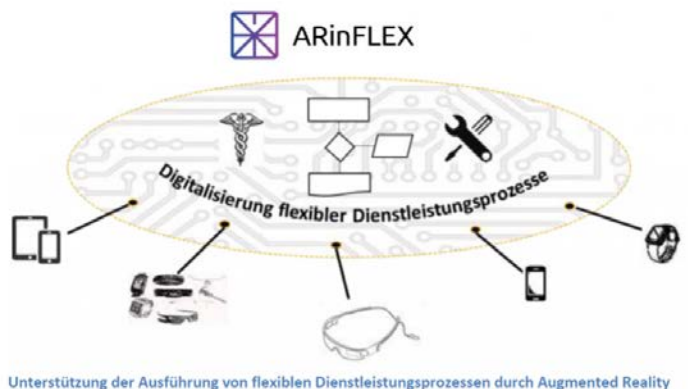 ARinFLEX
Digitalisierung flexibler Dienstleistungsprozesse
Unterstützung der Ausführung von flexiblen Dienstleistungsprozessen durch Augmented Reality